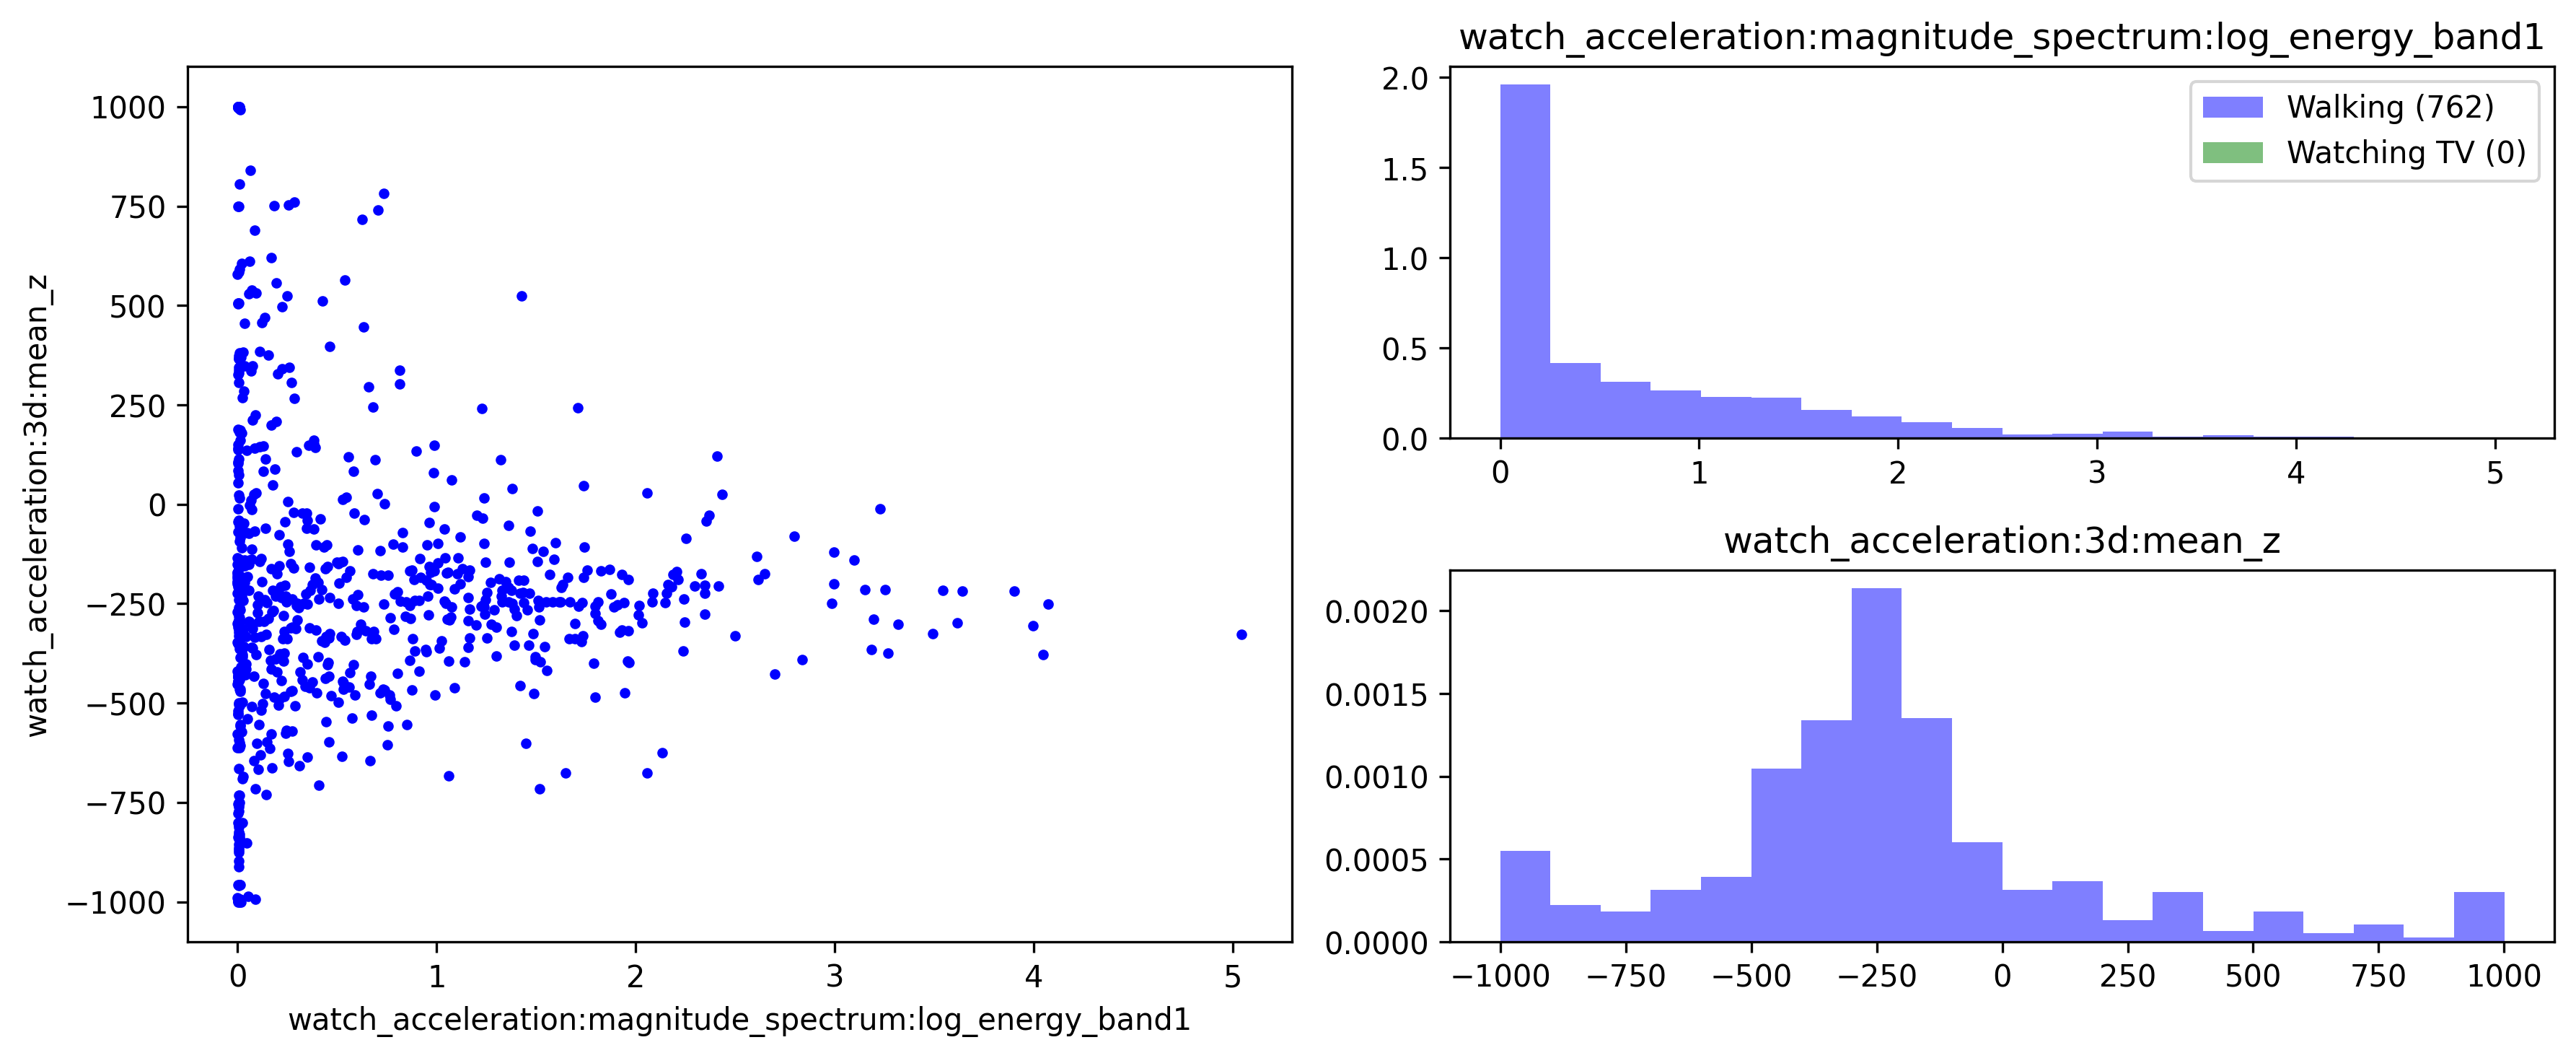 1000
750
500
250
0
−250
−500
−750
−1000
watch_acceleration:3d:mean_z
0 1 2 3 4 5
watch_acceleration:magnitude_spectrum:log_energy_band1
watch_acceleration:magnitude_spectrum:log_energy_band1
2.0
1.5
1.0
0.5
0.0
Walking (762)
Watching TV (0)
0 1 2 3 4 5
watch_acceleration:3d:mean_z
0.0020
0.0015
0.0010
0.0005
0.0000
−1000 −750 −500 −250 0 250 500 750 1000